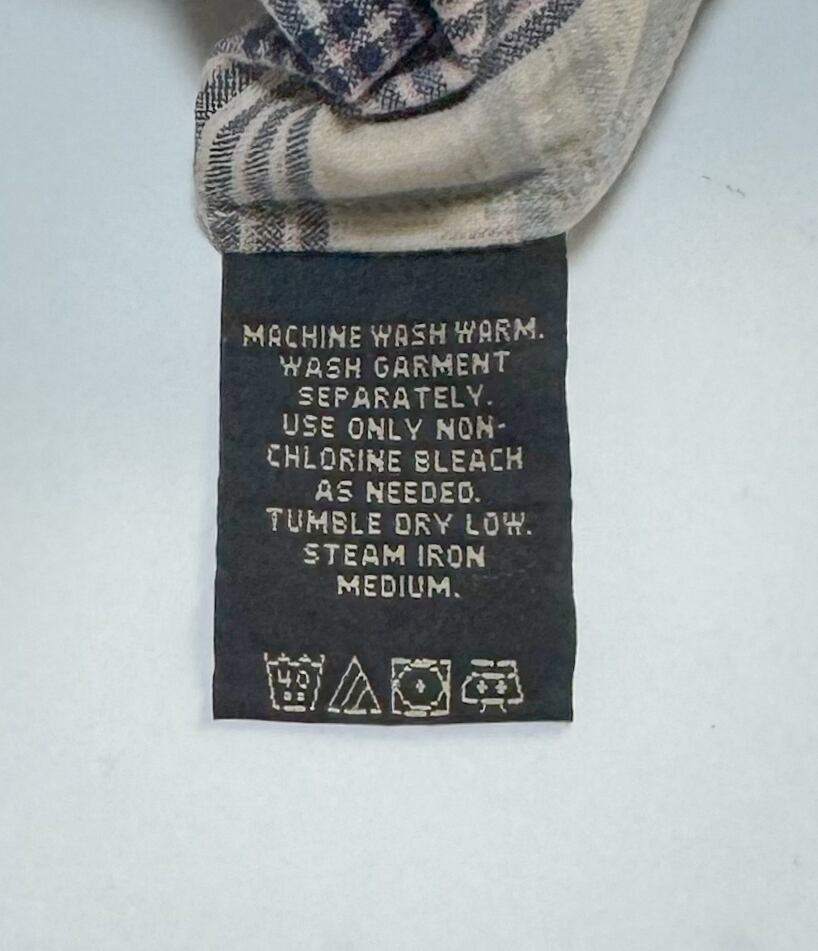 MACHINE WASH WARM.
WASH GARMENT
SEPARATELY.
USE ONLY NON-
CHLORINE BLEACH
AS NEEDED.
TUMBLE DRY LOW.
STEAM IRON
MEDIUM.
40